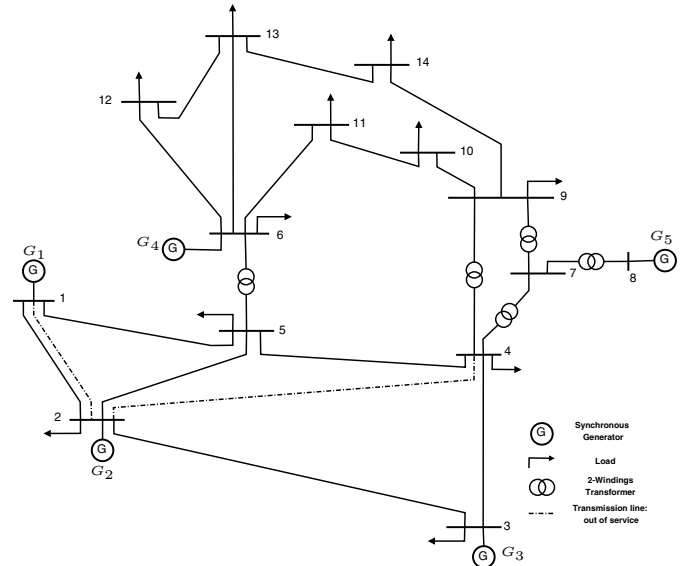 13
14
12
11
10
9
6
G4
G
G5
G
G1
G
7
8
1
5
4
2
G
G2
G
Synchronous
Generator
Load
2-Windings
Transformer
Transmission line:
out of service
3
G
G3